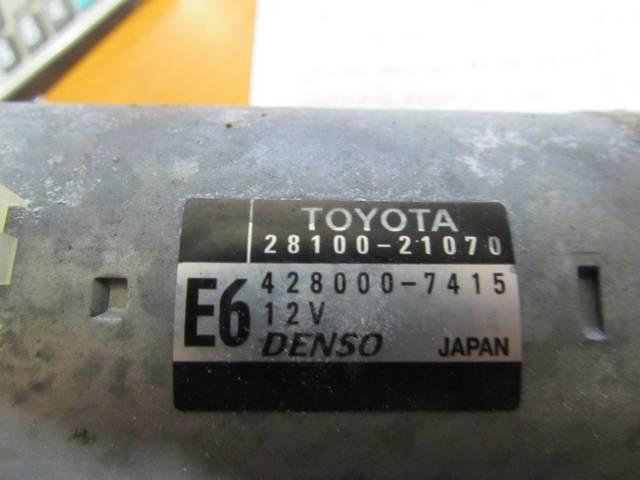 TOYOTA
28100-21070
E6
428000-7415
12V
DENSO JAPAN